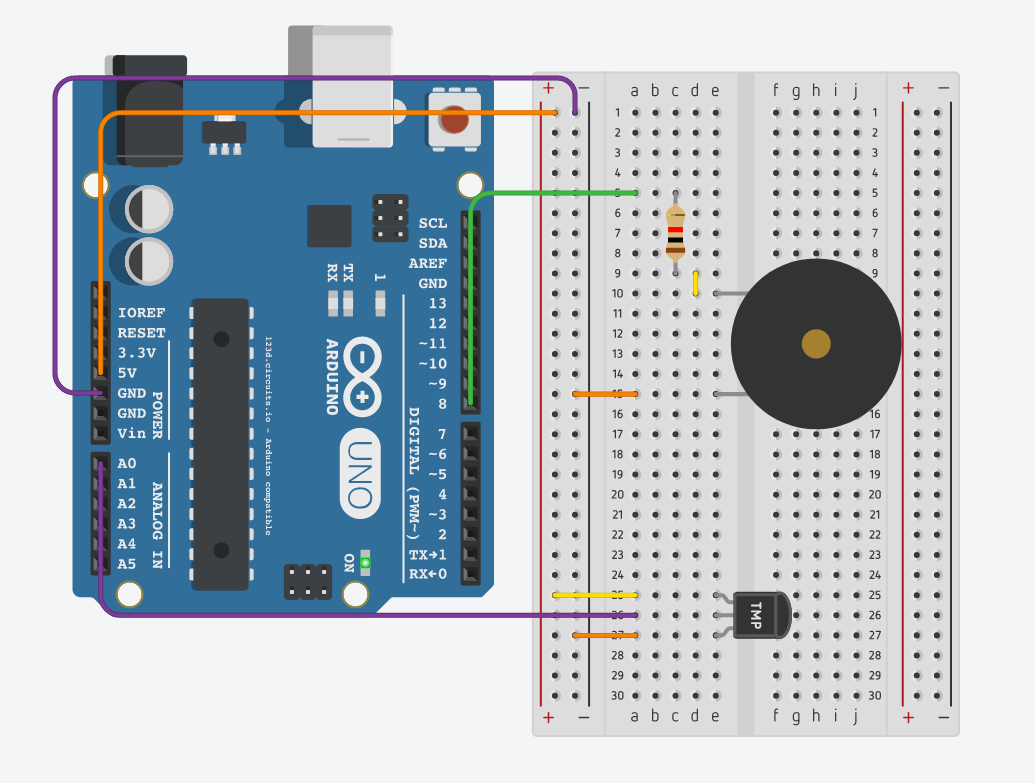 + − a b c d e f g h i j + −
1 1
2 2
3 3
4 4
5 5
6 6
7 7
8 8
9 9
10
11
12
13
14
15
16 16
17 17
18 18
19 19
20 20
21 21
22 22
23 23
24 24
25 25
26 26
27 27
28 28
29 29
30 30
+ − a b c d e f g h i j + −
SCL
SDA
AREF
GND
13
12
~11
~10
~9
8
7
~6
~5
4
~3
2
TX→1
RX←0
DIGITAL (PWM~)
IOREF
RESET
3.3V
5V
GND
GND
Vin
POWER
A0
A1
A2
A3
A4
A5
ANALOG IN
RX
TX
1
ARDUINO
UNO
ON
123d.circuits.io - Arduino compatible
TMP